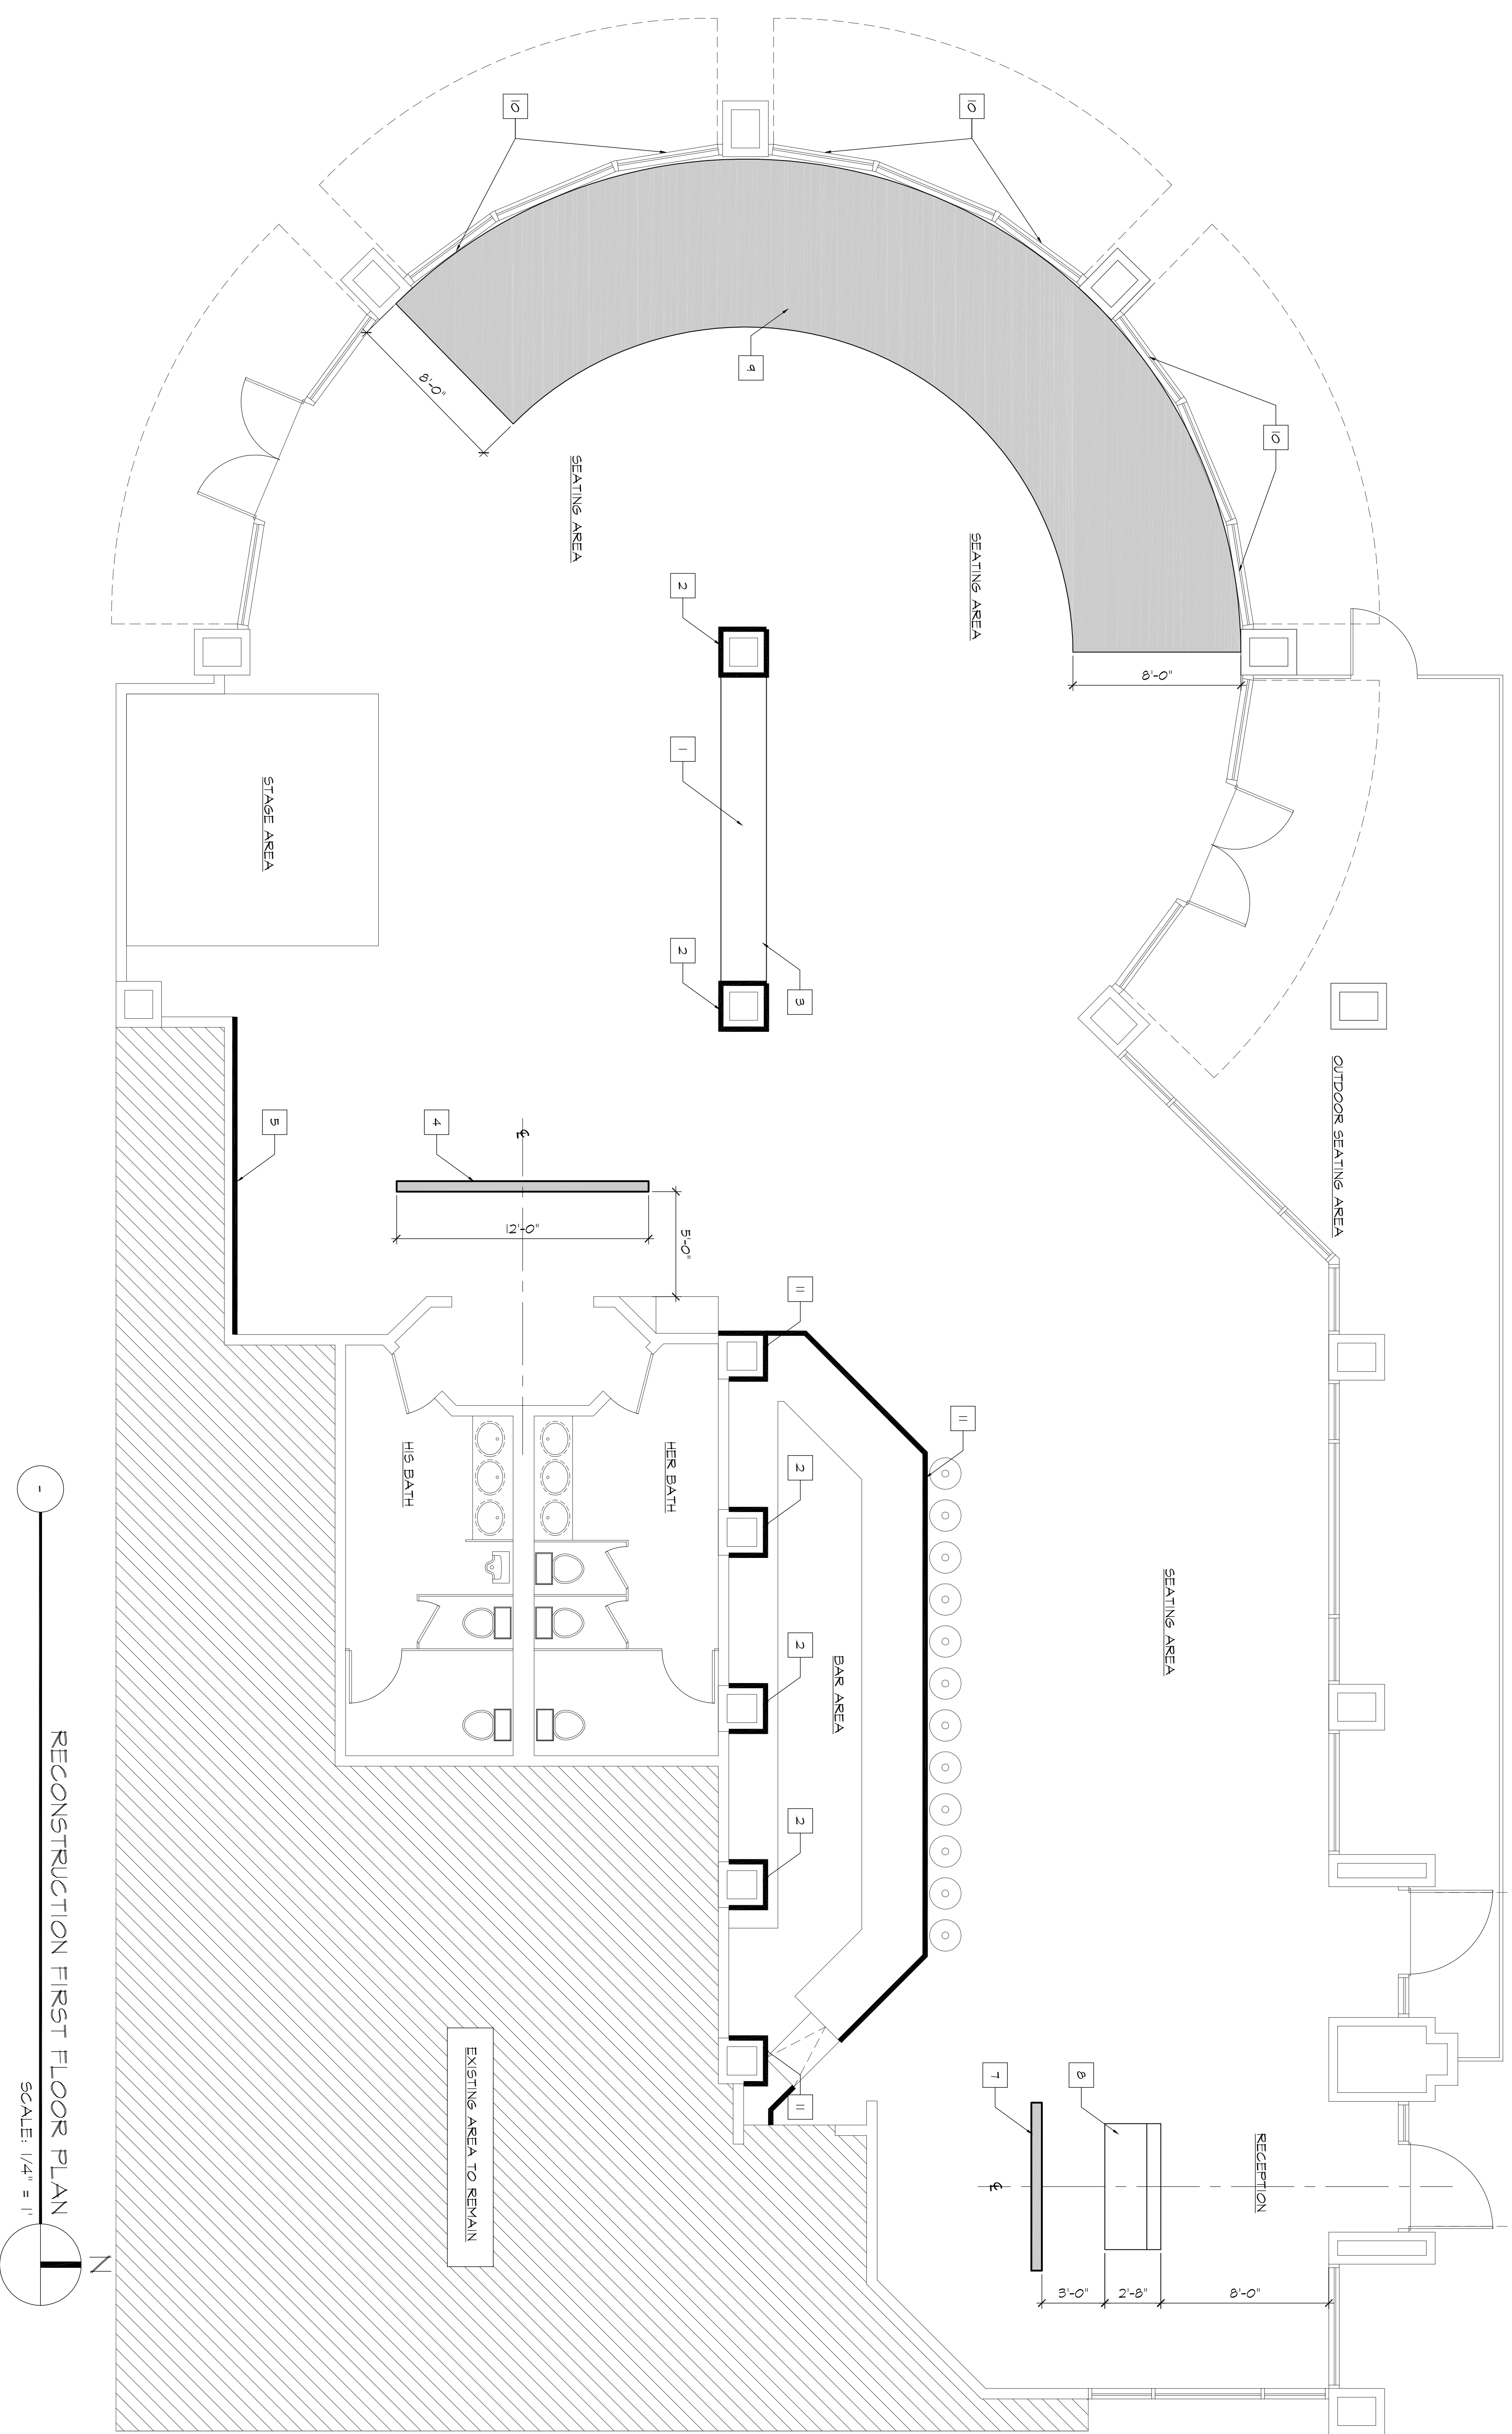 10
10
10
9
8'-0"
8'-0"
SEATING AREA
SEATING AREA
2
1
2
3
STAGE AREA
OUTDOOR SEATING AREA
5
4
12'-0"
5'-0"
11
11
HIS BATH
HER BATH
2
2
2
BAR AREA
SEATING AREA
11
7
8
RECEPTION
3'-0"
2'-8"
8'-0"
EXISTING AREA TO REMAIN
1
RECONSTRUCTION FIRST FLOOR PLAN
SCALE: 1/4" = 1'
N